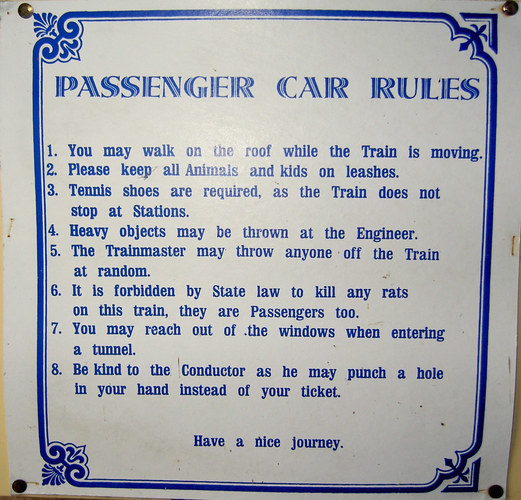 PASSENGER CAR RULES
1. You may walk on the roof while the Train is moving.
2. Please keep all Animals and kids on leashes.
3. Tennis shoes are required, as the Train does not
stop at Stations.
4. Heavy objects may be thrown at the Engineer.
5. The Trainmaster may throw anyone off the Train
at random.
6. It is forbidden by State law to kill any rats
on this train, they are Passengers too.
7. You may reach out of the windows when entering
a tunnel.
8. Be kind to the Conductor as he may punch a hole
in your hand instead of your ticket.
Have a nice journey.